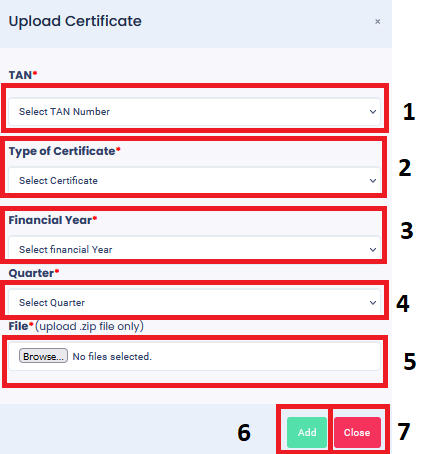 Upload Certificate ×
TAN*
Select TAN Number
1
Type of Certificate*
2
Select Certificate
Financial Year*
3
Select financial Year
Quarter*
Select Quarter
4
File*(upload .zip file only)
Browse... No files selected.
5
6 Add Close 7